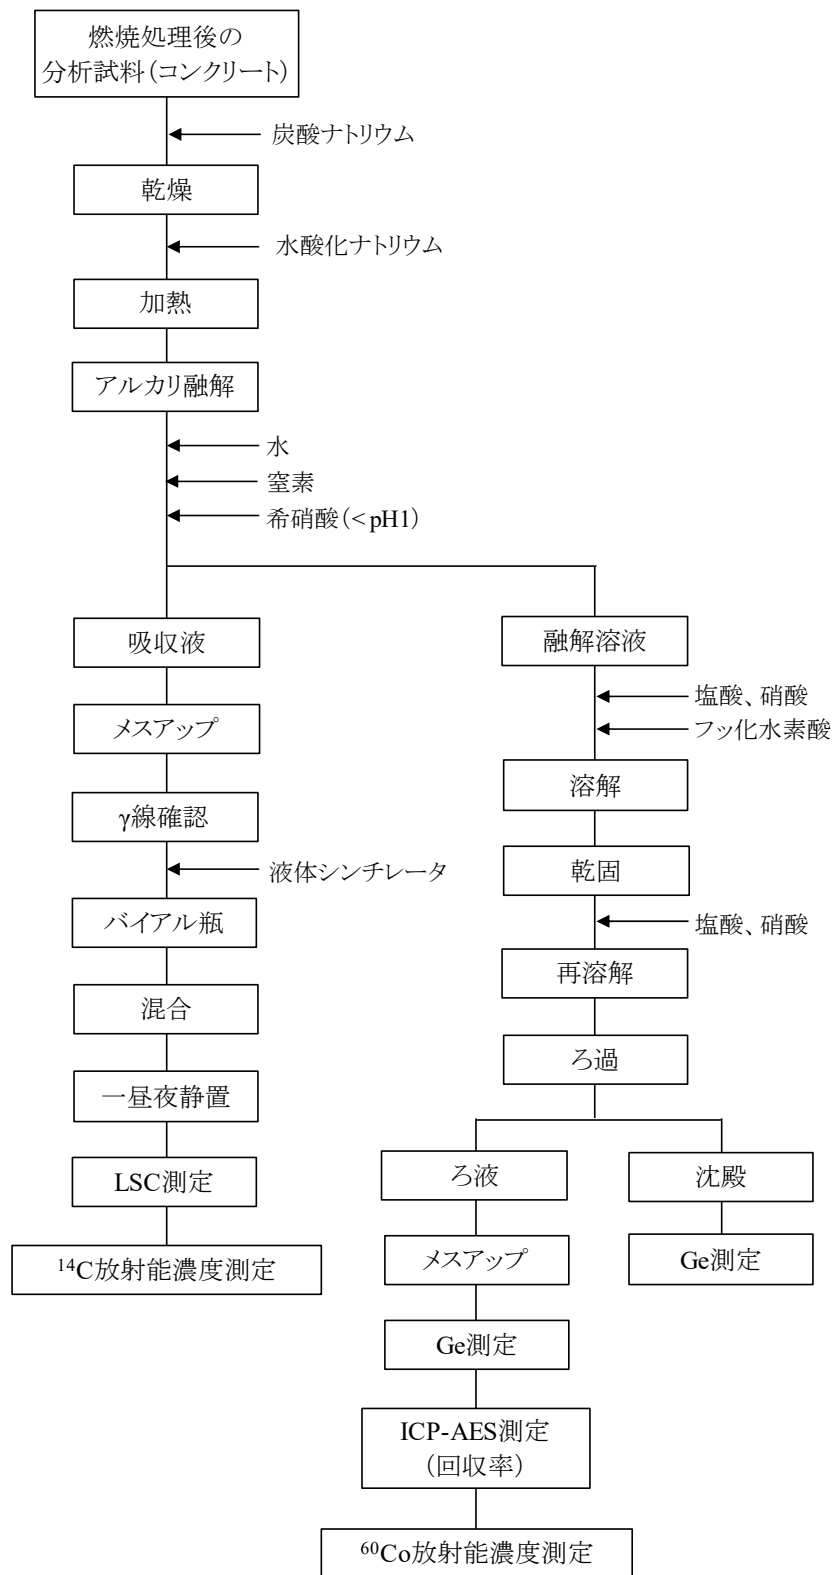 燃焼処理後の
分析試料（コンクリート）
炭酸ナトリウム
乾燥
水酸化ナトリウム
加熱
アルカリ融解
水
窒素
希硝酸（＜pH1）
吸収液
メスアップ
γ線確認
液体シンチレータ
バイアル瓶
混合
一昼夜静置
LSC測定
¹⁴C放射能濃度測定
融解溶液
塩酸、硝酸
フッ化水素酸
溶解
乾固
塩酸、硝酸
再溶解
ろ過
ろ液
メスアップ
Ge測定
ICP-AES測定
（回収率）
⁶⁰Co放射能濃度測定
沈殿
Ge測定